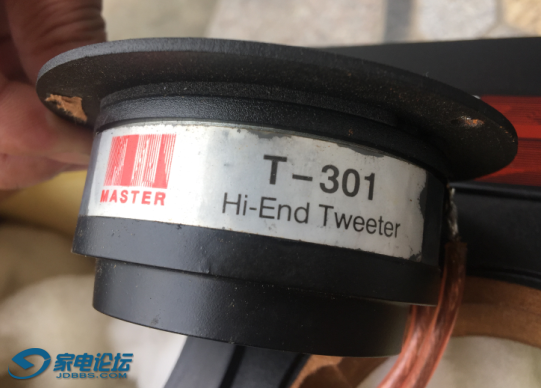 MASTER
T-301
Hi-End Tweeter
家电论坛
JDBBS.COM